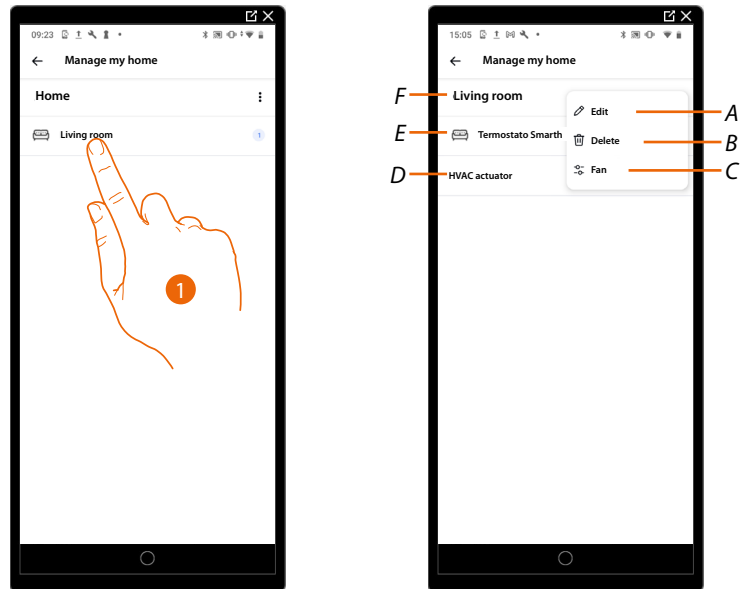 09:23
Manage my home
Home
Living room 1
1
15:05
Manage my home
F Living room
Edit A
E Termostato Smarth
Delete B
D HVAC actuator
Fan C